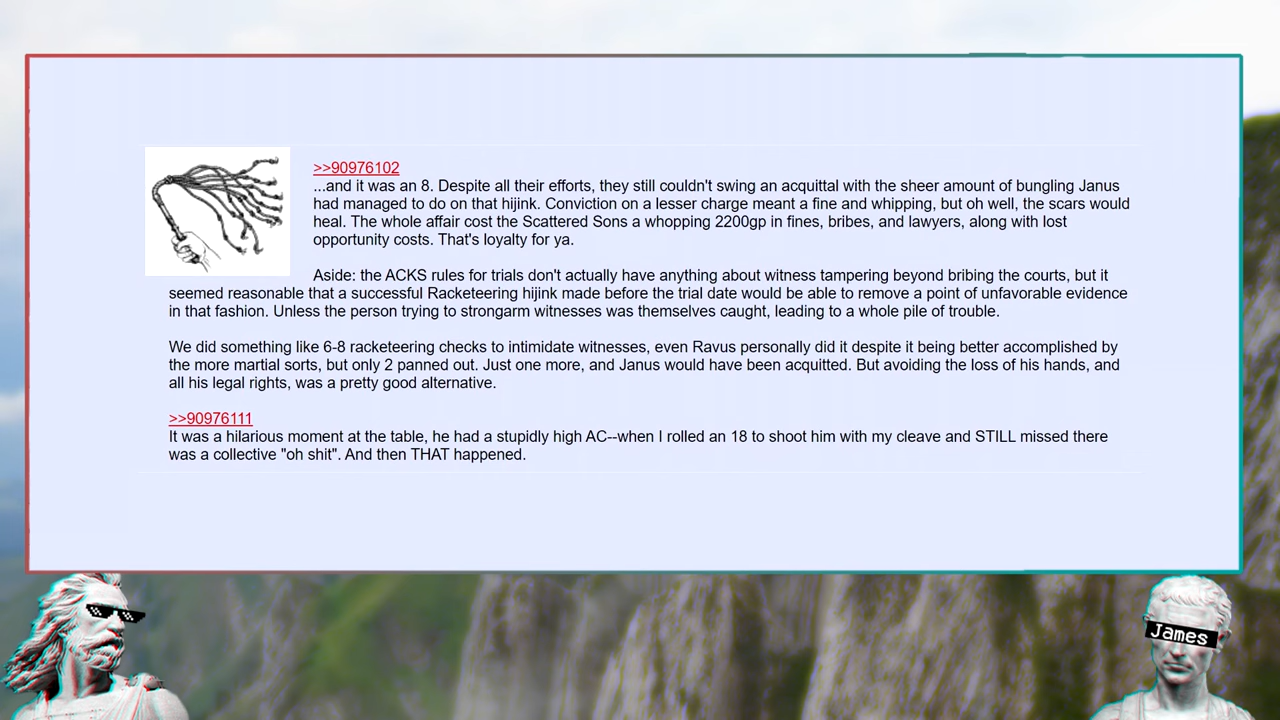 >>90976102
...and it was an 8. Despite all their efforts, they still couldn't swing an acquittal with the sheer amount of bungling Janus
had managed to do on that hijink. Conviction on a lesser charge meant a fine and whipping, but oh well, the scars would
heal. The whole affair cost the Scattered Sons a whopping 2200gp in fines, bribes, and lawyers, along with lost
opportunity costs. That's loyalty for ya.
Aside: the ACKS rules for trials don't actually have anything about witness tampering beyond bribing the courts, but it
seemed reasonable that a successful Racketeering hijink made before the trial date would be able to remove a point of unfavorable evidence
in that fashion. Unless the person trying to strongarm witnesses was themselves caught, leading to a whole pile of trouble.
We did something like 6-8 racketeering checks to intimidate witnesses, even Ravus personally did it despite it being better accomplished by
the more martial sorts, but only 2 panned out. Just one more, and Janus would have been acquitted. But avoiding the loss of his hands, and
all his legal rights, was a pretty good alternative.
>>90976111
It was a hilarious moment at the table, he had a stupidly high AC--when I rolled an 18 to shoot him with my cleave and STILL missed there
was a collective "oh shit". And then THAT happened.
James